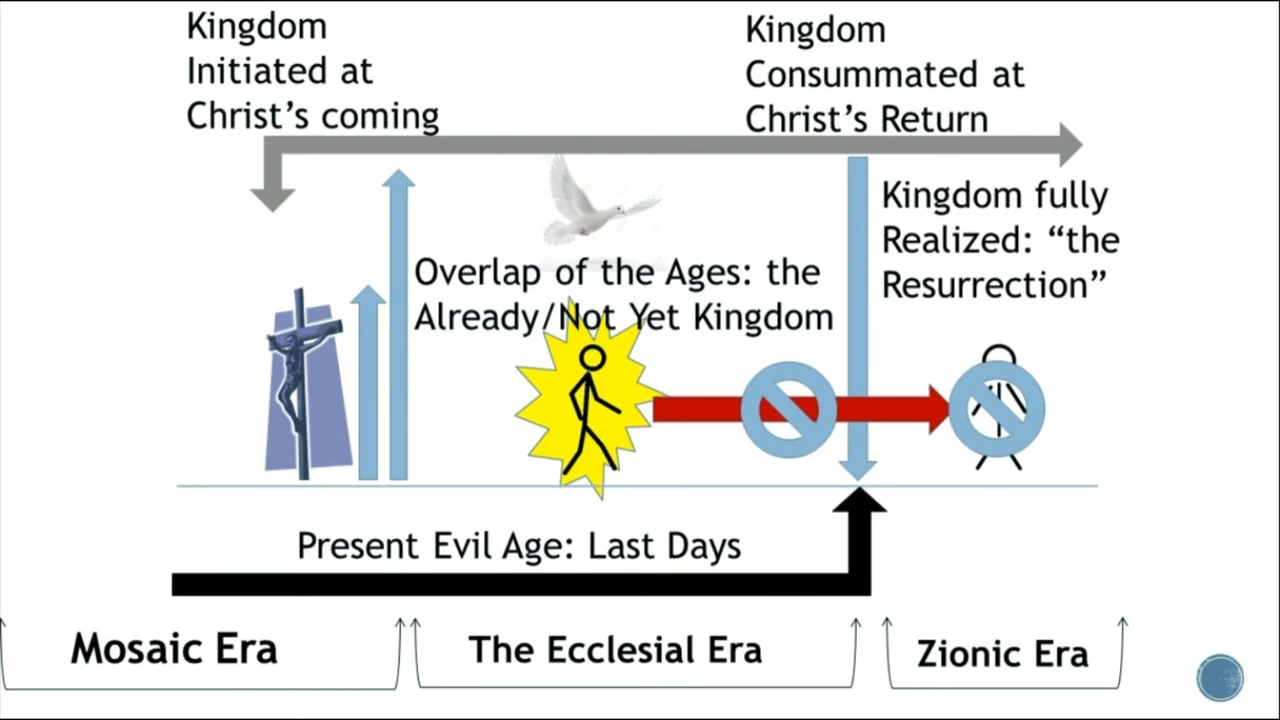 Kingdom
Initiated at
Christ's coming
Kingdom
Consummated at
Christ's Return
Kingdom fully
Realized: “the
Resurrection”
Overlap of the Ages: the
Already/Not Yet Kingdom
Present Evil Age: Last Days
Mosaic Era
The Ecclesial Era
Zionic Era